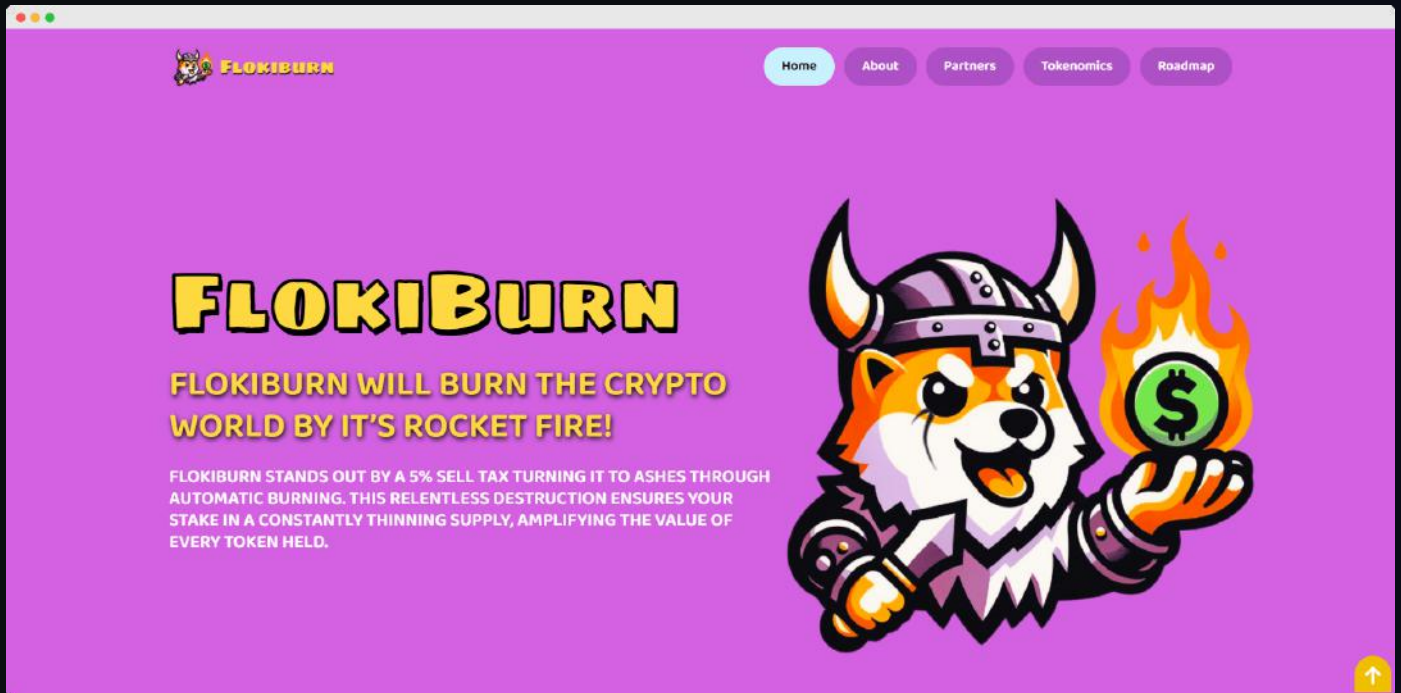 FLOKIBURN
Home
About
Partners
Tokenomics
Roadmap
FLOKIBURN
FLOKIBURN WILL BURN THE CRYPTO
WORLD BY IT'S ROCKET FIRE!
FLOKIBURN STANDS OUT BY A 5% SELL TAX TURNING IT TO ASHES THROUGH
AUTOMATIC BURNING. THIS RELENTLESS DESTRUCTION ENSURES YOUR
STAKE IN A CONSTANTLY THINNING SUPPLY, AMPLIFYING THE VALUE OF
EVERY TOKEN HELD.
$